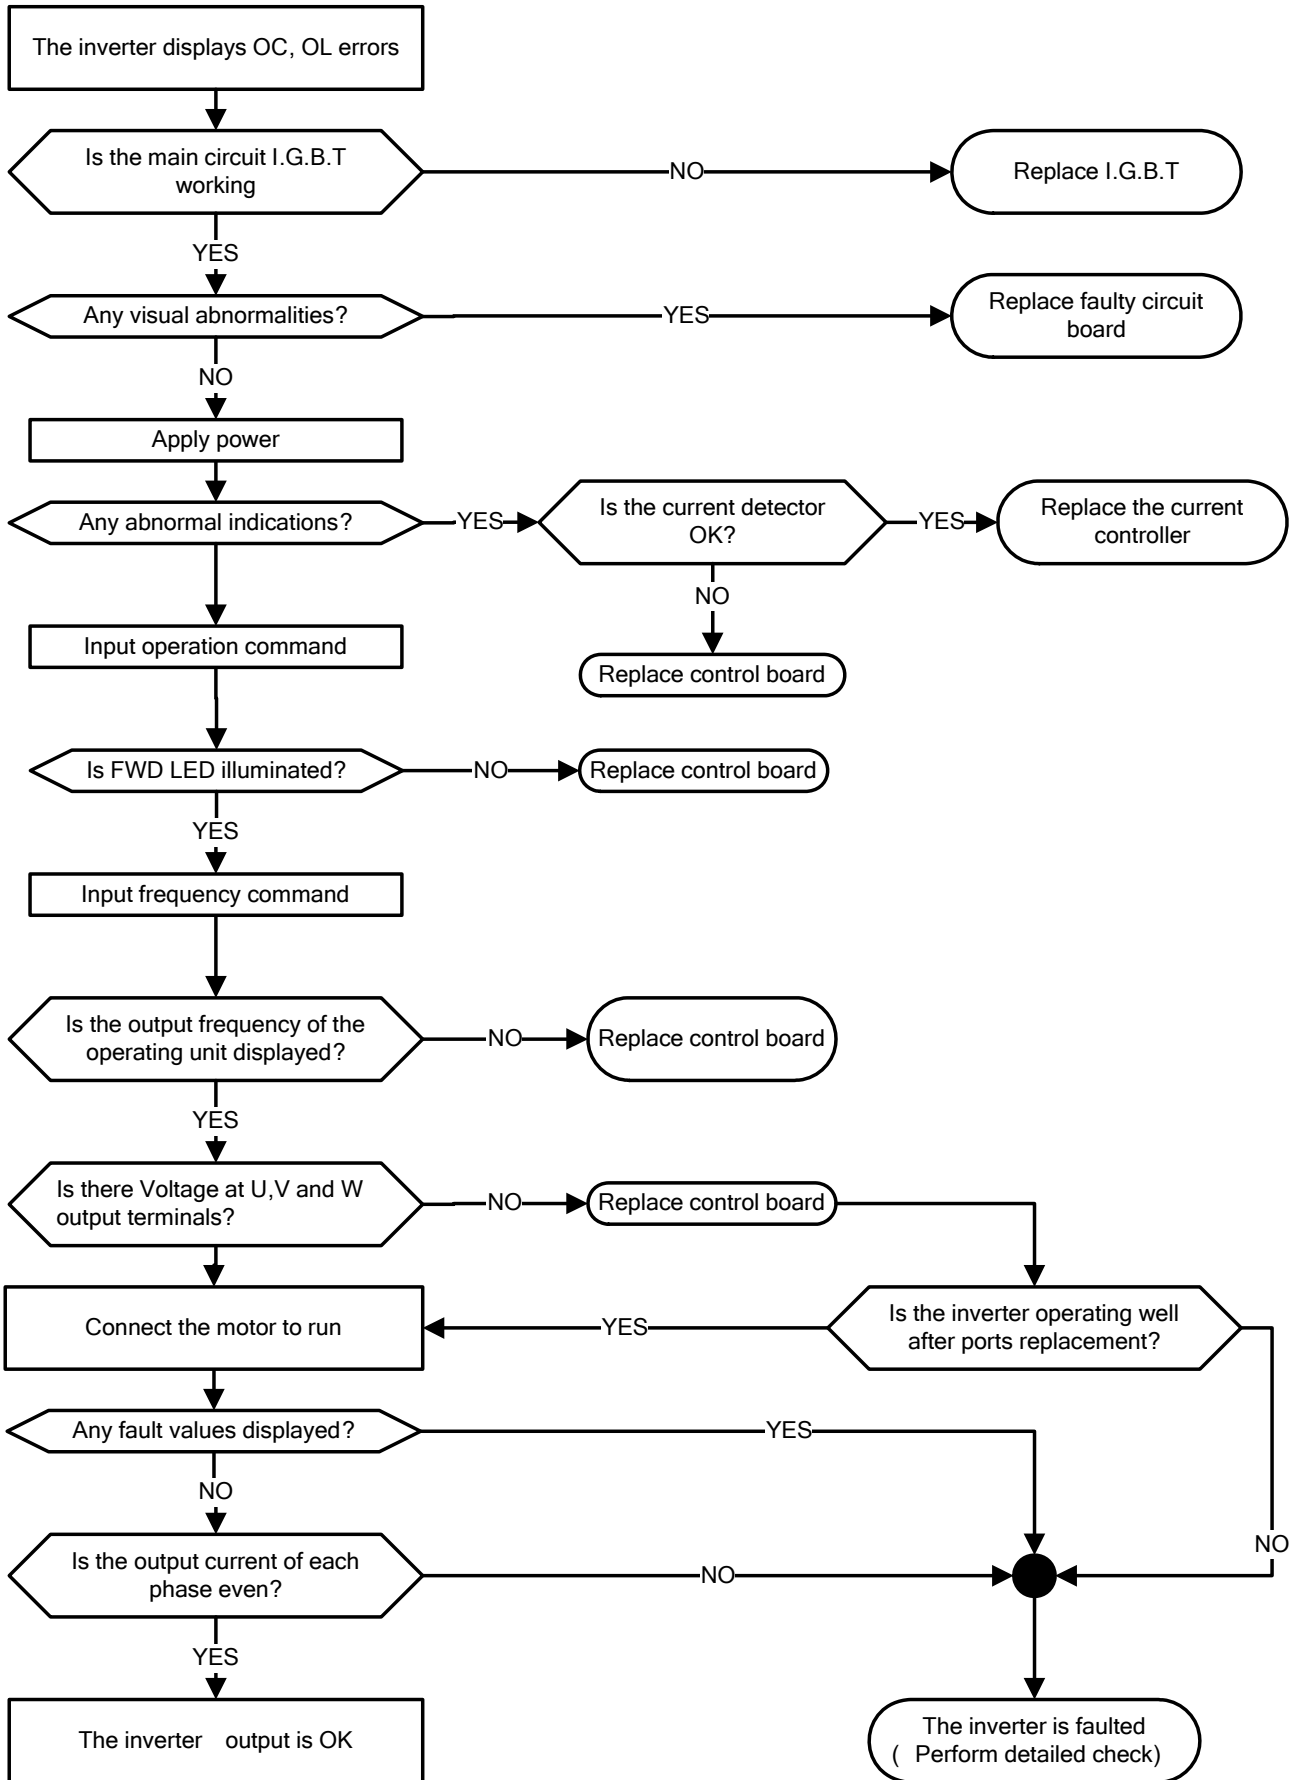 The inverter displays OC, OL errors
Is the main circuit I.G.B.T
working
NO
Replace I.G.B.T
YES
Any visual abnormalities?
YES
Replace faulty circuit
board
NO
Apply power
Any abnormal indications?
YES
Is the current detector
OK?
YES
Replace the current
controller
NO
Replace control board
Input operation command
Is FWD LED illuminated?
NO
Replace control board
YES
Input frequency command
Is the output frequency of the
operating unit displayed?
NO
Replace control board
YES
Is there Voltage at U,V and W
output terminals?
NO
Replace control board
Connect the motor to run
YES
Is the inverter operating well
after ports replacement?
Any fault values displayed?
YES
NO
NO
Is the output current of each
phase even?
NO
YES
The inverter output is OK
The inverter is faulted
( Perform detailed check)